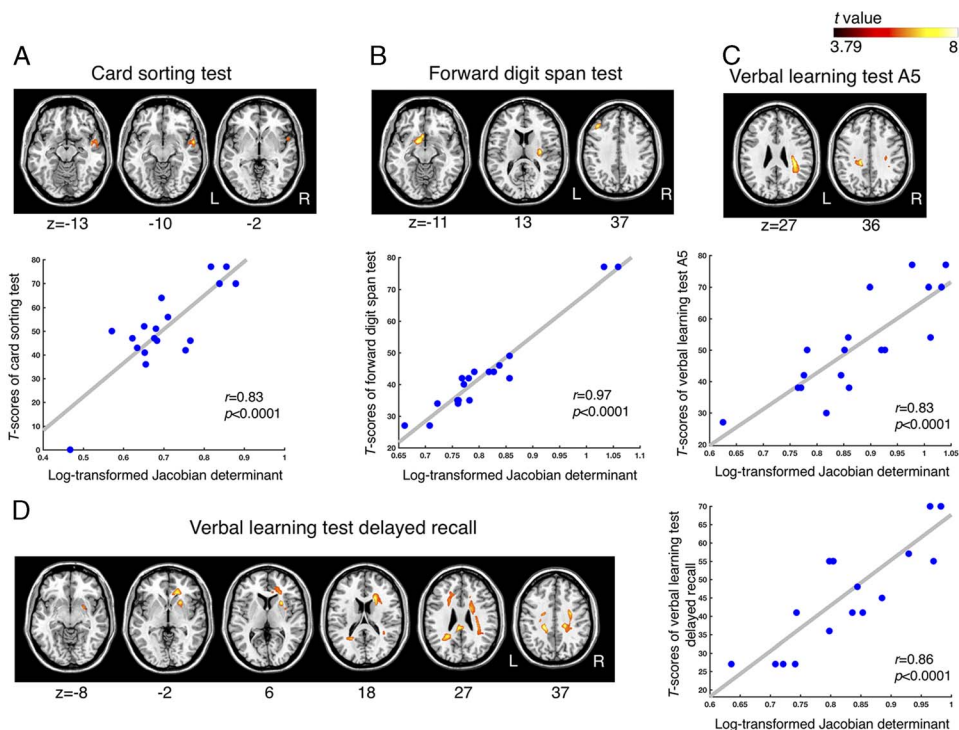 t value
3.79 8
A
Card sorting test
L R
z=-13 -10 -2
B
Forward digit span test
L R
z=-11 13 37
C
Verbal learning test A5
L R
z=27 36
T-scores of card sorting test
80
70
60
50
40
30
20
10
0
0.4 0.5 0.6 0.7 0.8 0.9 1
r=0.83
p<0.0001
Log-transformed Jacobian determinant
T-scores of forward digit span test
80
70
60
50
40
30
20
0.65 0.7 0.75 0.8 0.85 0.9 0.95 1 1.05 1.1
r=0.97
p<0.0001
Log-transformed Jacobian determinant
T-scores of verbal learning test A5
80
70
60
50
40
30
20
0.6 0.65 0.7 0.75 0.8 0.85 0.9 0.95 1 1.05
r=0.83
p<0.0001
Log-transformed Jacobian determinant
D
Verbal learning test delayed recall
L R
z=-8 -2 6 18 27 37
T-scores of verbal learning test
delayed recall
70
65
60
55
50
45
40
35
30
25
20
0.6 0.65 0.7 0.75 0.8 0.85 0.9 0.95 1
r=0.86
p<0.0001
Log-transformed Jacobian determinant